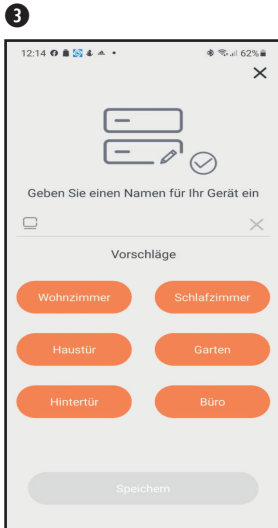 3
12:14 62%
Geben Sie einen Namen für Ihr Gerät ein
Vorschläge
Wohnzimmer Schlafzimmer
Haustür Garten
Hintertür Büro
Speichern